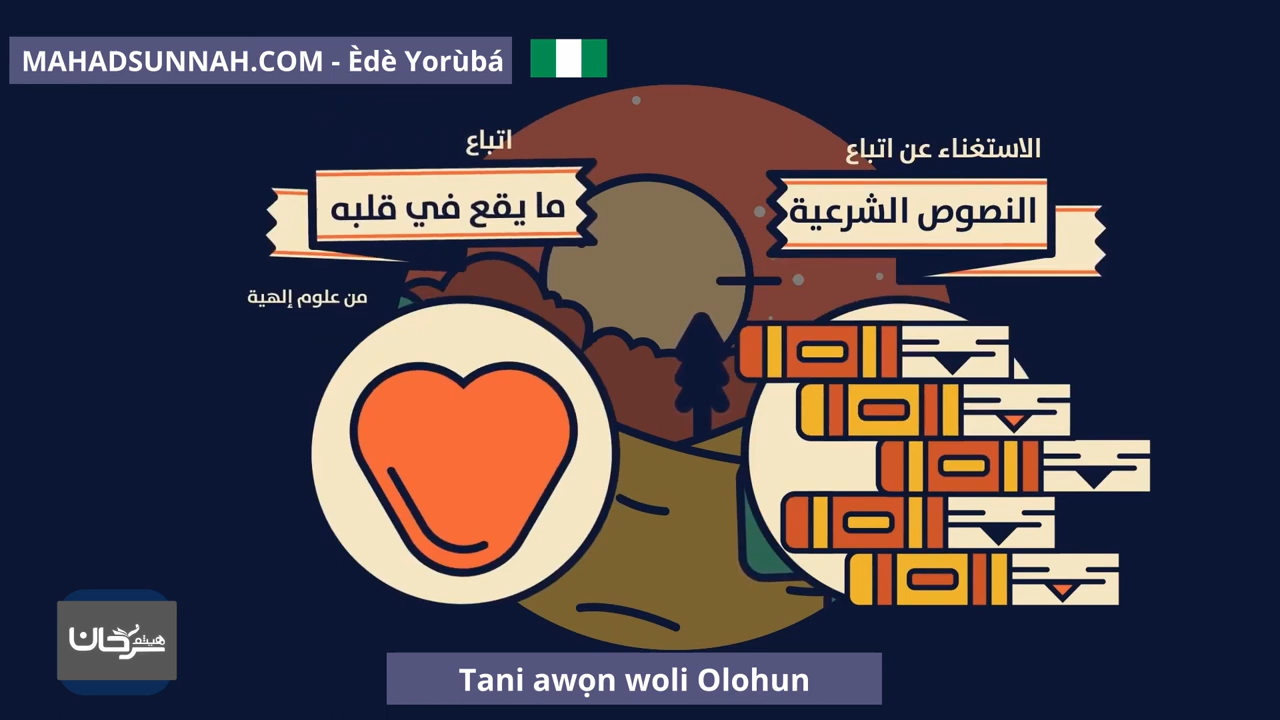 MAHADSUNNAH.COM - Èdè Yorùbá
الاستغناء عن اتباع
النصوص الشرعية
اتباع
ما يقع في قلبه
من علوم إلهية
هيثم
سرحان
Tani awọn woli Olohun